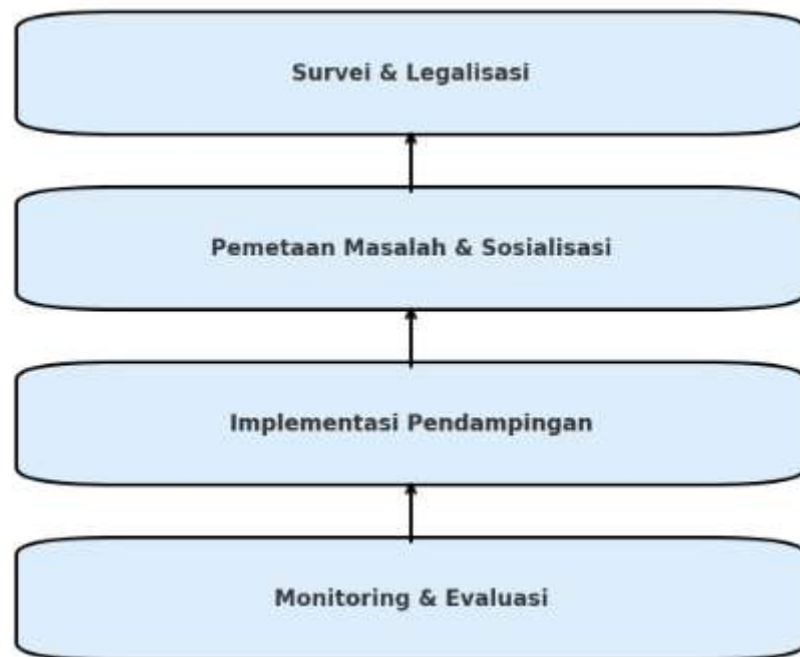 Survei & Legalisasi
Pemetaan Masalah & Sosialisasi
Implementasi Pendampingan
Monitoring & Evaluasi